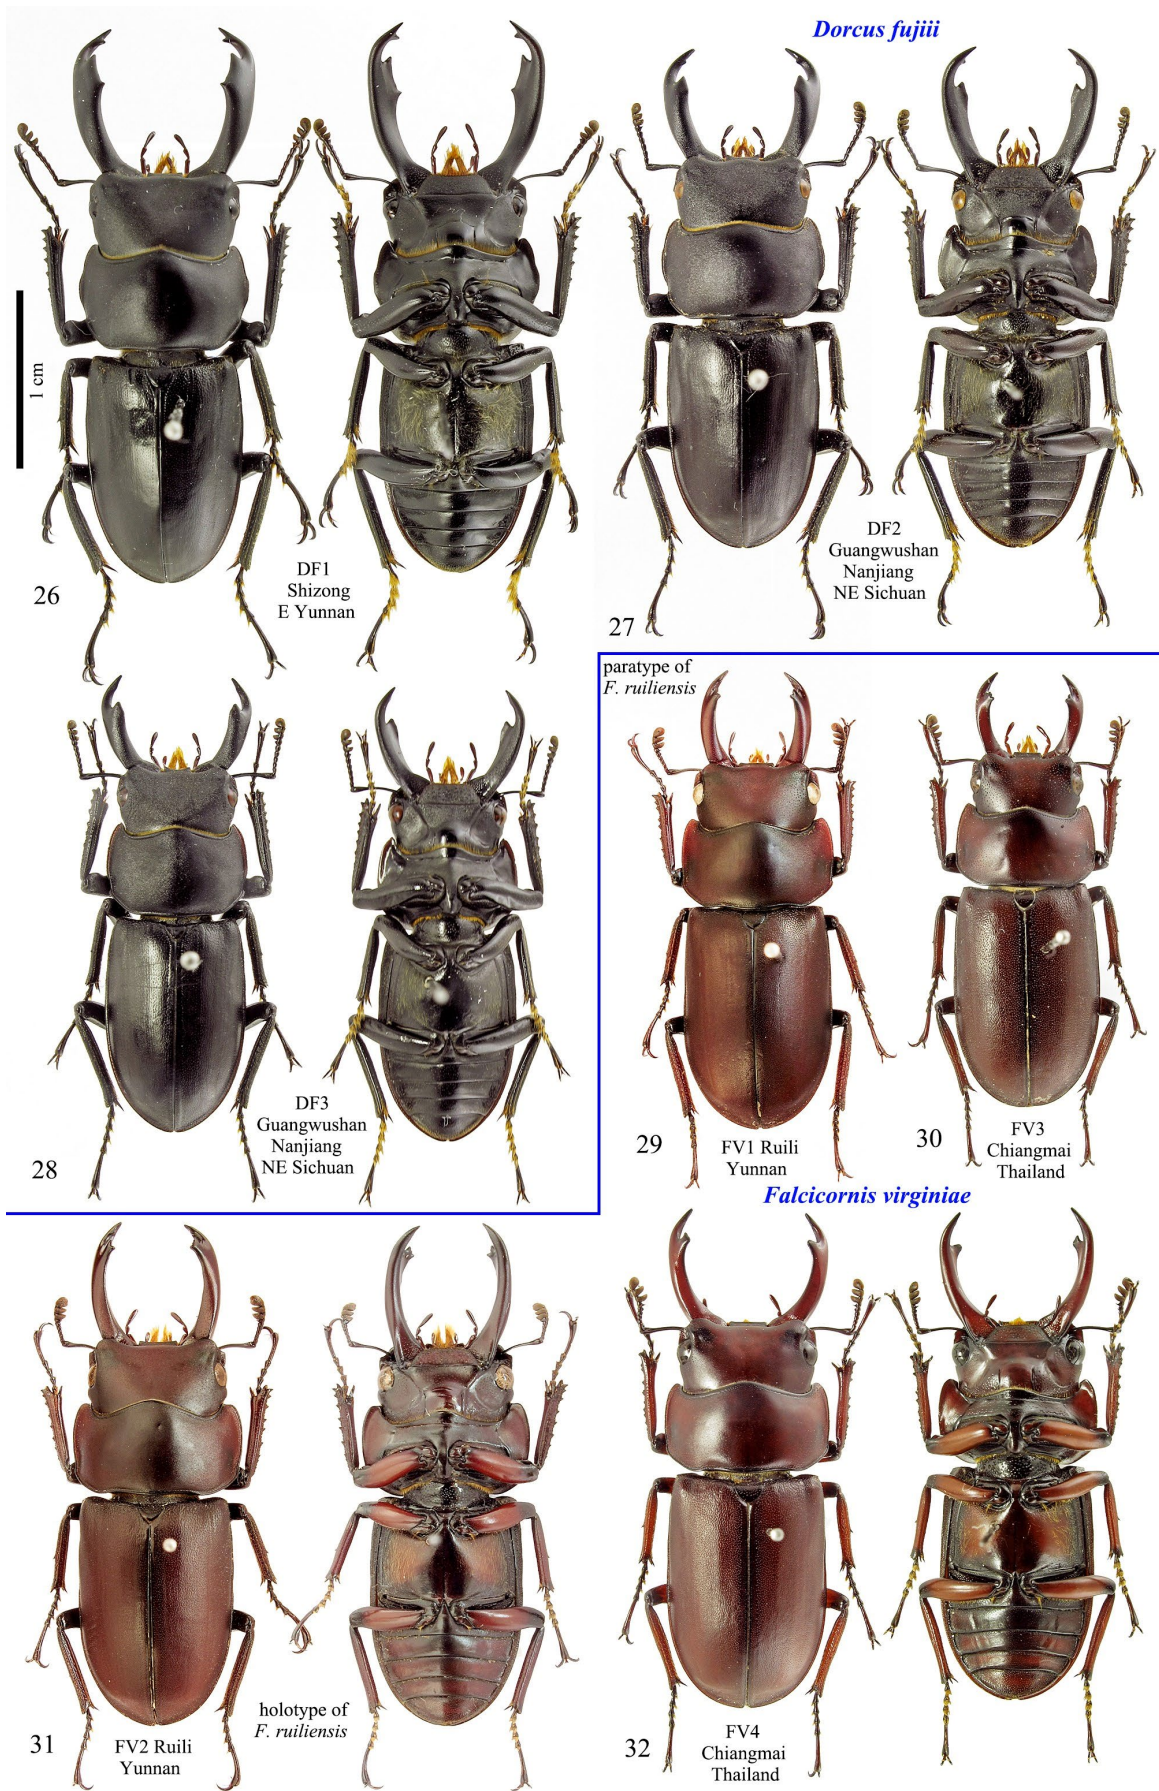 Dorcus fujiii
1 cm
DF1
Shizong
E Yunnan
26
DF2
Guangwushan
Nanjiang
NE Sichuan
27
paratype of
F. ruiliensis
DF3
Guangwushan
Nanjiang
NE Sichuan
28
29
FV1 Ruili
Yunnan
30
FV3
Chiangmai
Thailand
Falcicornis virginiae
31
FV2 Ruili
Yunnan
holotype of
F. ruiliensis
32
FV4
Chiangmai
Thailand